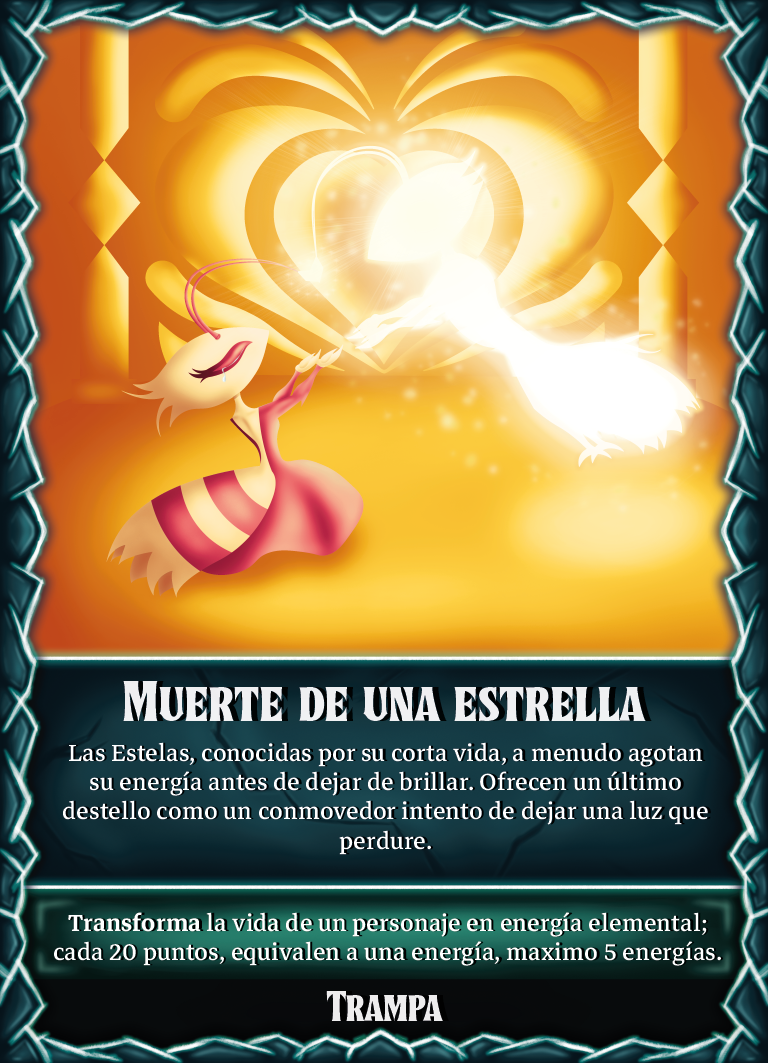 Muerte de una estrella
Las Estelas, conocidas por su corta vida, a menudo agotan
su energía antes de dejar de brillar. Ofrecen un último
destello como un conmovedor intento de dejar una luz que
perdure.
Transforma la vida de un personaje en energía elemental;
cada 20 puntos, equivalen a una energía, maximo 5 energías.
Trampa